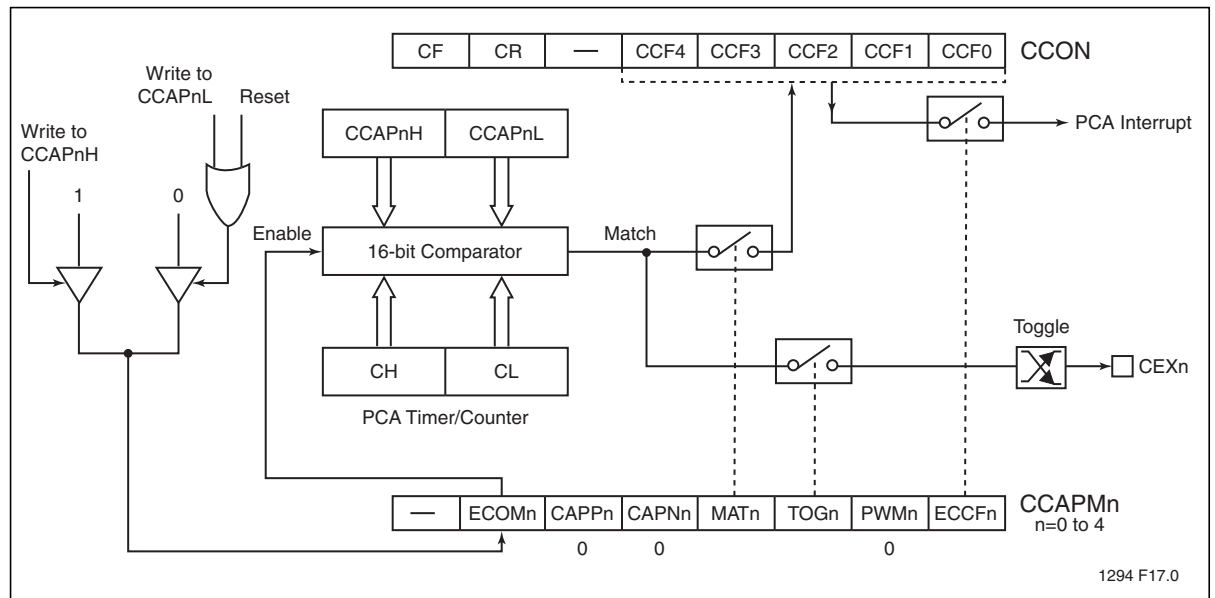 CF CR — CCF4 CCF3 CCF2 CCF1 CCF0 CCON
Write to
CCAPnL
Reset
Write to
CCAPnH
1
0
CCAPnH CCAPnL
PCA Interrupt
Enable
16-bit Comparator
Match
Toggle
CH CL
CEXn
PCA Timer/Counter
— ECOMn CAPPn CAPNn MATn TOGn PWMn ECCFn CCAPMn
n=0 to 4
0 0 0
1294 F17.0